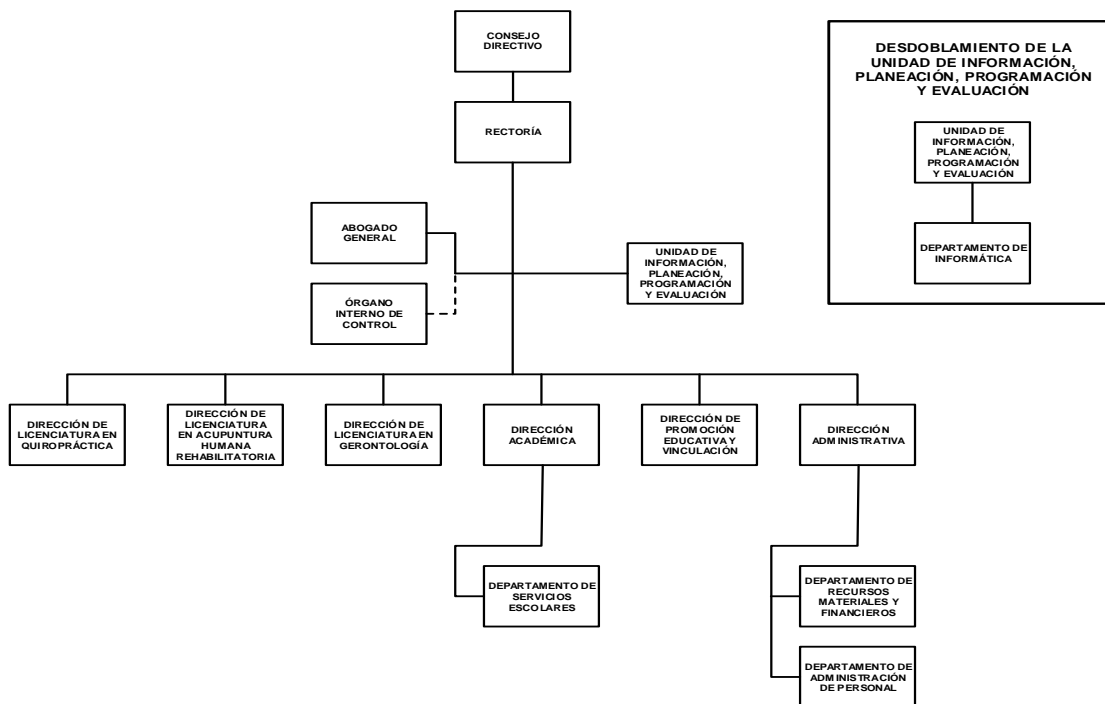 CONSEJO
DIRECTIVO
RECTORÍA
ABOGADO
GENERAL
ÓRGANO
INTERNO DE
CONTROL
UNIDAD DE
INFORMACIÓN,
PLANEACIÓN,
PROGRAMACIÓN
Y EVALUACIÓN
DESDOBLAMIENTO DE LA
UNIDAD DE INFORMACIÓN,
PLANEACIÓN, PROGRAMACIÓN
Y EVALUACIÓN
UNIDAD DE
INFORMACIÓN,
PLANEACIÓN,
PROGRAMACIÓN
Y EVALUACIÓN
DEPARTAMENTO DE
INFORMÁTICA
DIRECCIÓN DE
LICENCIATURA EN
QUIROPRÁCTICA
DIRECCIÓN DE
LICENCIATURA
EN ACUPUNTURA
HUMANA
REHABILITATORIA
DIRECCIÓN DE
LICENCIATURA EN
GERONTOLOGÍA
DIRECCIÓN
ACADÉMICA
DIRECCIÓN DE
PROMOCIÓN
EDUCATIVA Y
VINCULACIÓN
DIRECCIÓN
ADMINISTRATIVA
DEPARTAMENTO DE
SERVICIOS
ESCOLARES
DEPARTAMENTO DE
RECURSOS
MATERIALES Y
FINANCIEROS
DEPARTAMENTO DE
ADMINISTRACIÓN
DE PERSONAL